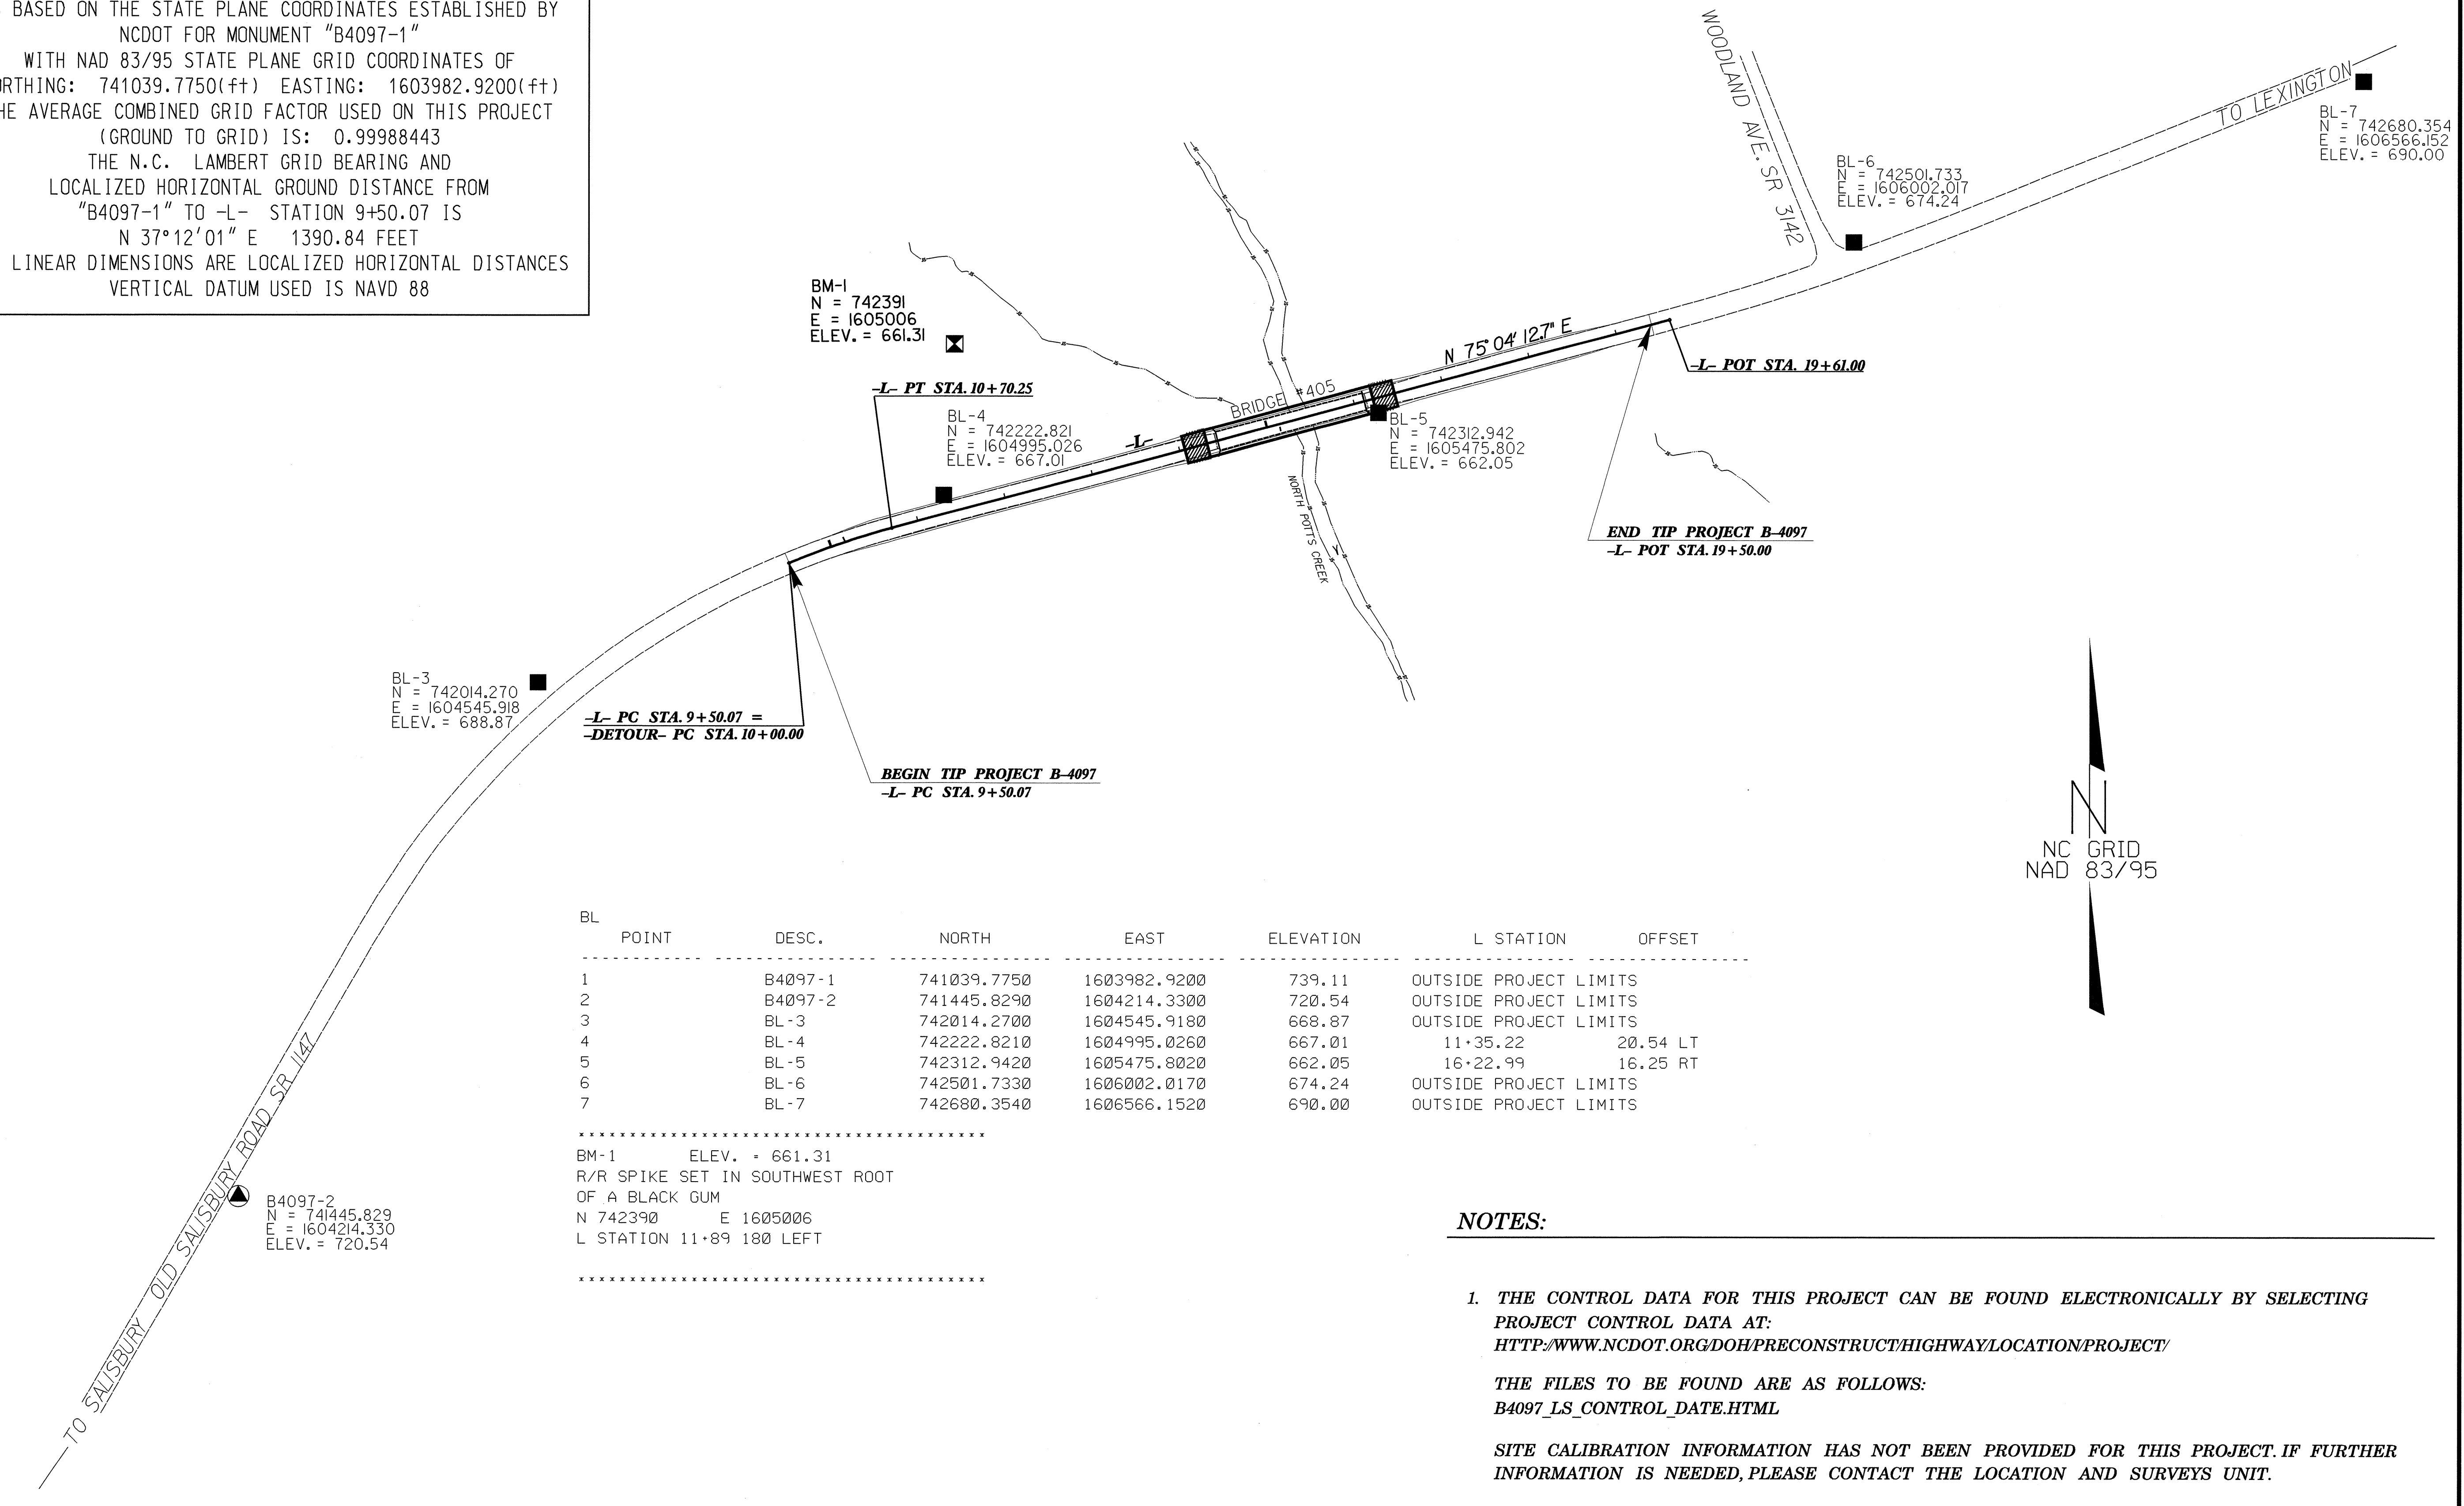 BASED ON THE STATE PLANE COORDINATES ESTABLISHED BY
NCDOT FOR MONUMENT "B4097-1"
WITH NAD 83/95 STATE PLANE GRID COORDINATES OF
RTHING: 741039.7750(ft) EASTING: 1603982.9200(ft)
HE AVERAGE COMBINED GRID FACTOR USED ON THIS PROJECT
(GROUND TO GRID) IS: 0.99988443
THE N.C. LAMBERT GRID BEARING AND
LOCALIZED HORIZONTAL GROUND DISTANCE FROM
"B4097-1" TO -L- STATION 9+50.07 IS
N 37°12'01" E 1390.84 FEET
LINEAR DIMENSIONS ARE LOCALIZED HORIZONTAL DISTANCES
VERTICAL DATUM USED IS NAVD 88
WOODLAND AVE. SR 3142
TO LEXINGTON
BL-7
N = 742680.354
E = 1606566.152
ELEV. = 690.00
BL-6
N = 742501.733
E = 1606002.017
ELEV. = 674.24
BM-1
N = 742391
E = 1605006
ELEV. = 661.31
N 75° 04' 12.7" E
-L- POT STA. 19+61.00
-L- PT STA. 10+70.25
BRIDGE #405
BL-4
N = 742222.821
E = 1604995.026
ELEV. = 667.01
-L-
BL-5
N = 742312.942
E = 1605475.802
ELEV. = 662.05
NORTH POTTS CREEK
END TIP PROJECT B-4097
-L- POT STA. 19+50.00
BL-3
N = 742014.270
E = 1604545.918
ELEV. = 688.87
-L- PC STA. 9+50.07 =
-DETOUR- PC STA. 10+00.00
BEGIN TIP PROJECT B-4097
-L- PC STA. 9+50.07
N
NC GRID
NAD 83/95
BL
POINT DESC. NORTH EAST ELEVATION L STATION OFFSET
1 B4097-1 741039.7750 1603982.9200 739.11 OUTSIDE PROJECT LIMITS
2 B4097-2 741445.8290 1604214.3300 720.54 OUTSIDE PROJECT LIMITS
3 BL-3 742014.2700 1604545.9180 668.87 OUTSIDE PROJECT LIMITS
4 BL-4 742222.8210 1604995.0260 667.01 11+35.22 20.54 LT
5 BL-5 742312.9420 1605475.8020 662.05 16+22.99 16.25 RT
6 BL-6 742501.7330 1606002.0170 674.24 OUTSIDE PROJECT LIMITS
7 BL-7 742680.3540 1606566.1520 690.00 OUTSIDE PROJECT LIMITS
BM-1 ELEV. = 661.31
R/R SPIKE SET IN SOUTHWEST ROOT
OF A BLACK GUM
N 742390 E 1605006
L STATION 11+89 180 LEFT
OLD SALISBURY ROAD SR 1147
B4097-2
N = 741445.829
E = 1604214.330
ELEV. = 720.54
TO SALISBURY
NOTES:
1. THE CONTROL DATA FOR THIS PROJECT CAN BE FOUND ELECTRONICALLY BY SELECTING
PROJECT CONTROL DATA AT:
HTTP://WWW.NCDOT.ORG/DOH/PRECONSTRUCT/HIGHWAY/LOCATION/PROJECT/
THE FILES TO BE FOUND ARE AS FOLLOWS:
B4097_LS_CONTROL_DATE.HTML
SITE CALIBRATION INFORMATION HAS NOT BEEN PROVIDED FOR THIS PROJECT. IF FURTHER
INFORMATION IS NEEDED, PLEASE CONTACT THE LOCATION AND SURVEYS UNIT.